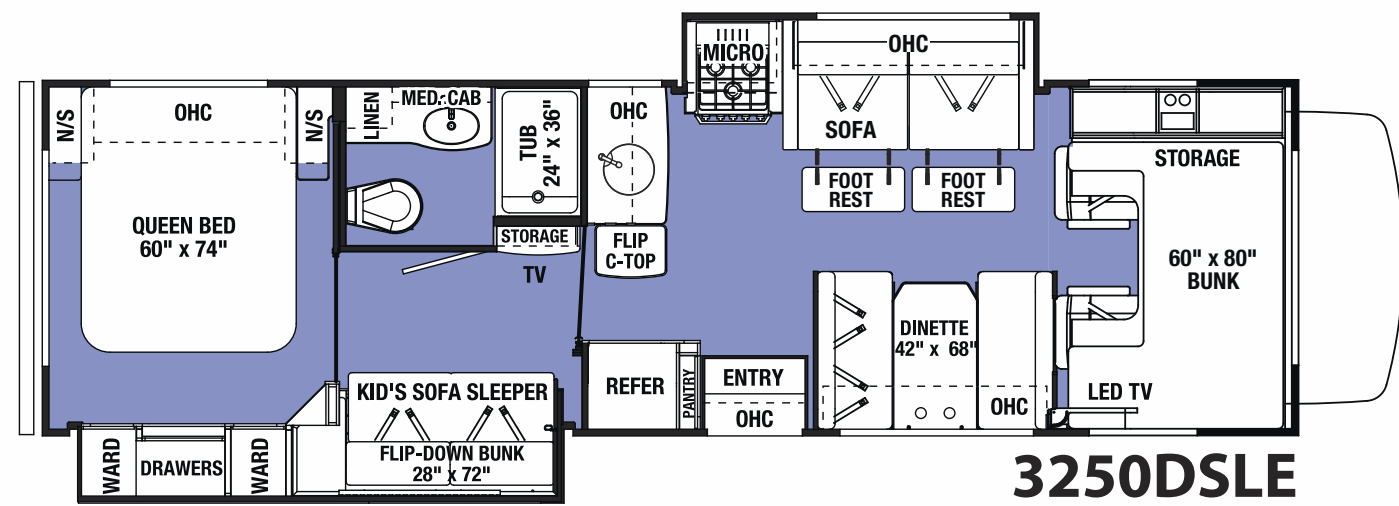 N/S
OHC
N/S
QUEEN BED
60" x 74"
WARD
DRAWERS
WARD
LINEN
MED. CAB
TUB
24" x 36"
STORAGE
TV
KID'S SOFA SLEEPER
FLIP-DOWN BUNK
28" x 72"
OHC
FLIP
C-TOP
REFER
PANTRY
ENTRY
OHC
MICRO
OHC
SOFA
FOOT
REST
FOOT
REST
DINETTE
42" x 68"
OHC
STORAGE
60" x 80"
BUNK
LED TV
3250DSLE